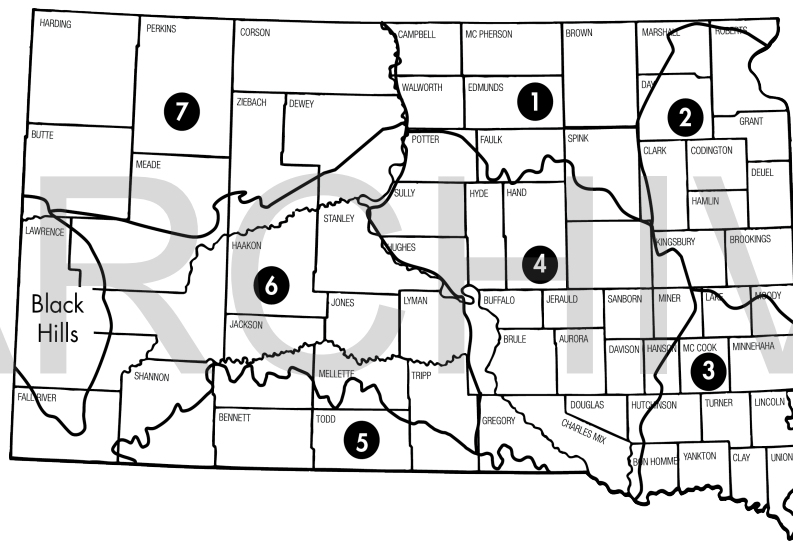 HARDING
PERKINS
CORSON
CAMPBELL
MC PHERSON
BROWN
MARSHALL
ROBERTS
WALWORTH
EDMUNDS
DAY
7
1
2
ZIEBACH
DEWEY
GRANT
BUTTE
POTTER
FAULK
SPINK
CLARK
CODINGTON
MEADE
DEUEL
SULLY
HYDE
HAND
HAMLIN
STANLEY
LAWRENCE
HAAKON
HUGHES
KINGSBURY
BROOKINGS
6
4
Black
Hills
JONES
LYMAN
BUFFALO
JERAULD
SANBORN
MINER
LAKE
MOODY
JACKSON
BRULE
AURORA
DAVISON
HANSON
MC COOK
MINNEHAHA
3
SHANNON
MELLETTE
TRIPP
FALL RIVER
BENNETT
TODD
5
GREGORY
DOUGLAS
CHARLES MIX
HUTCHINSON
TURNER
LINCOLN
BON HOMME
YANKTON
CLAY
UNION
ARCHIV